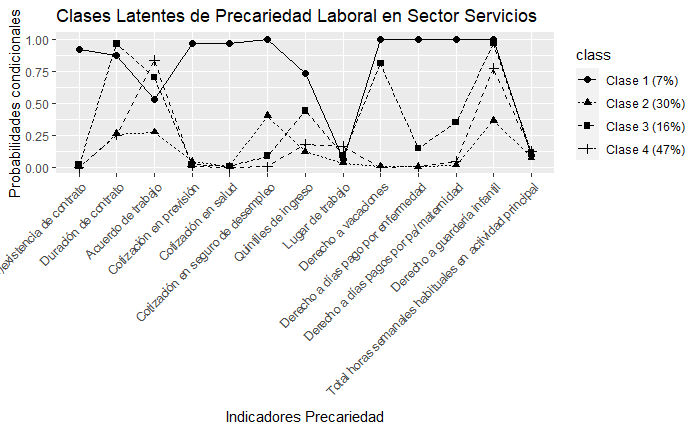 Clases Latentes de Precariedad Laboral en Sector Servicios
Probabilidades condicionales
1.00
0.75
0.50
0.25
0.00
existencia de contrato
Duración de contrato
Acuerdo de trabajo
Cotización en previsión
Cotización en salud
Cotización en seguro de desempleo
Quintiles de ingreso
Lugar de trabajo
Derecho a vacaciones
Derecho a días pago por enfermedad
Derecho a días pagos por pa/maternidad
Derecho a guardería infantil
Total horas semanales habituales en actividad principal
Indicadores Precariedad
class
Clase 1 (7%)
Clase 2 (30%)
Clase 3 (16%)
Clase 4 (47%)